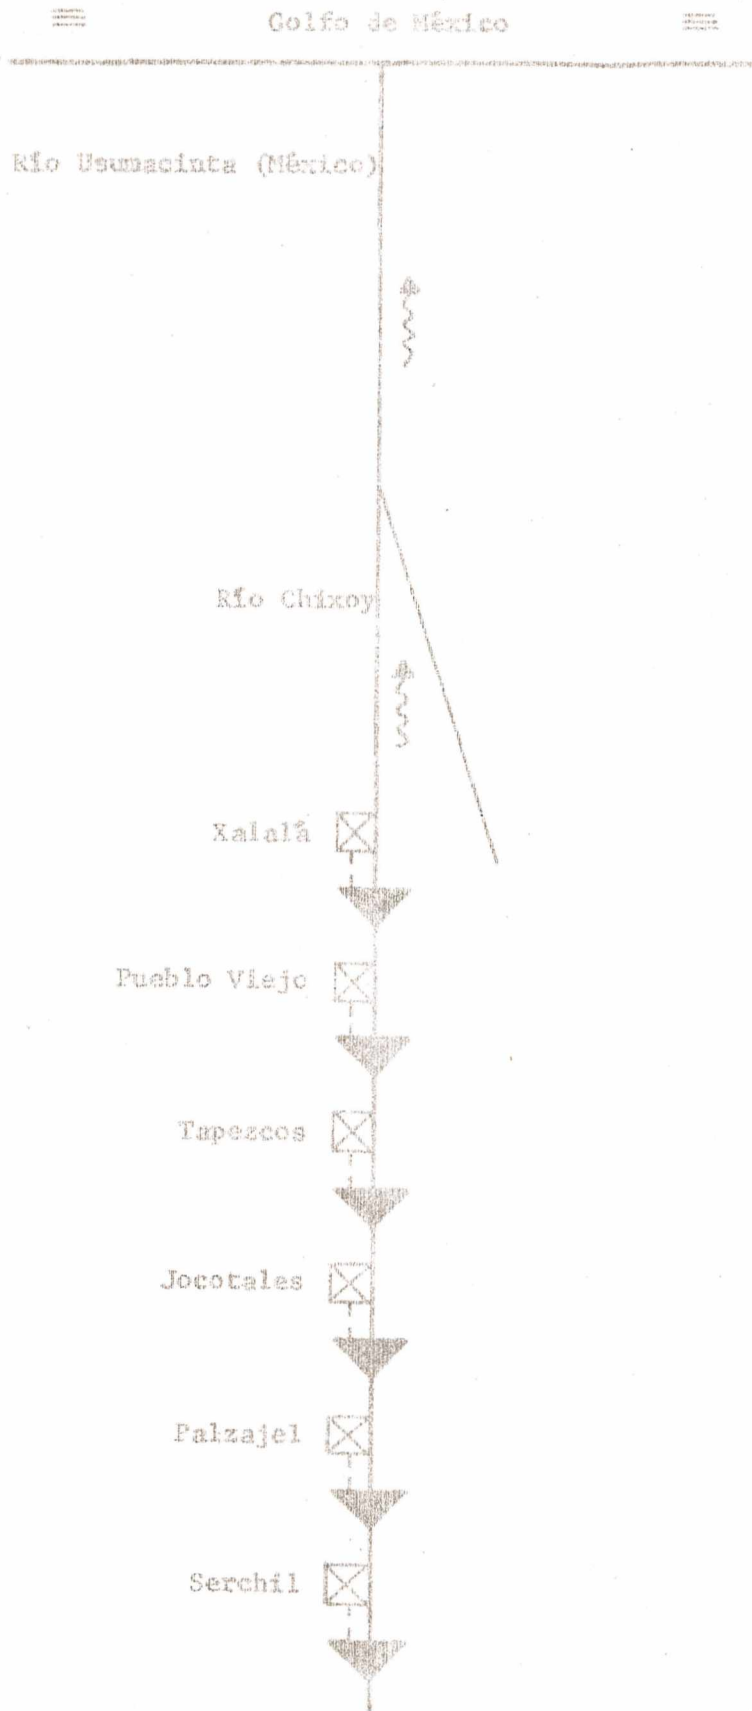 Golfo de México
Río Usumacinta (México)
Río Chixoy
Xalalá
Pueblo Viejo
Tapezcos
Jocotales
Palzajel
Serchil